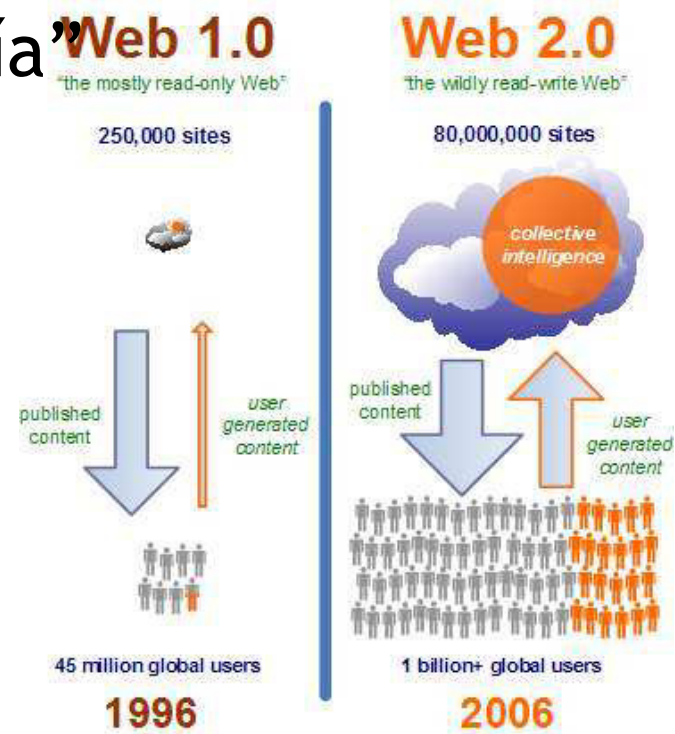 ía”
Web 1.0
“the mostly read-only Web”
250,000 sites
published
content
user
generated
content
45 million global users
1996
Web 2.0
“the wildly read-write Web”
80,000,000 sites
collective
intelligence
published
content
user
generated
content
1 billion+ global users
2006